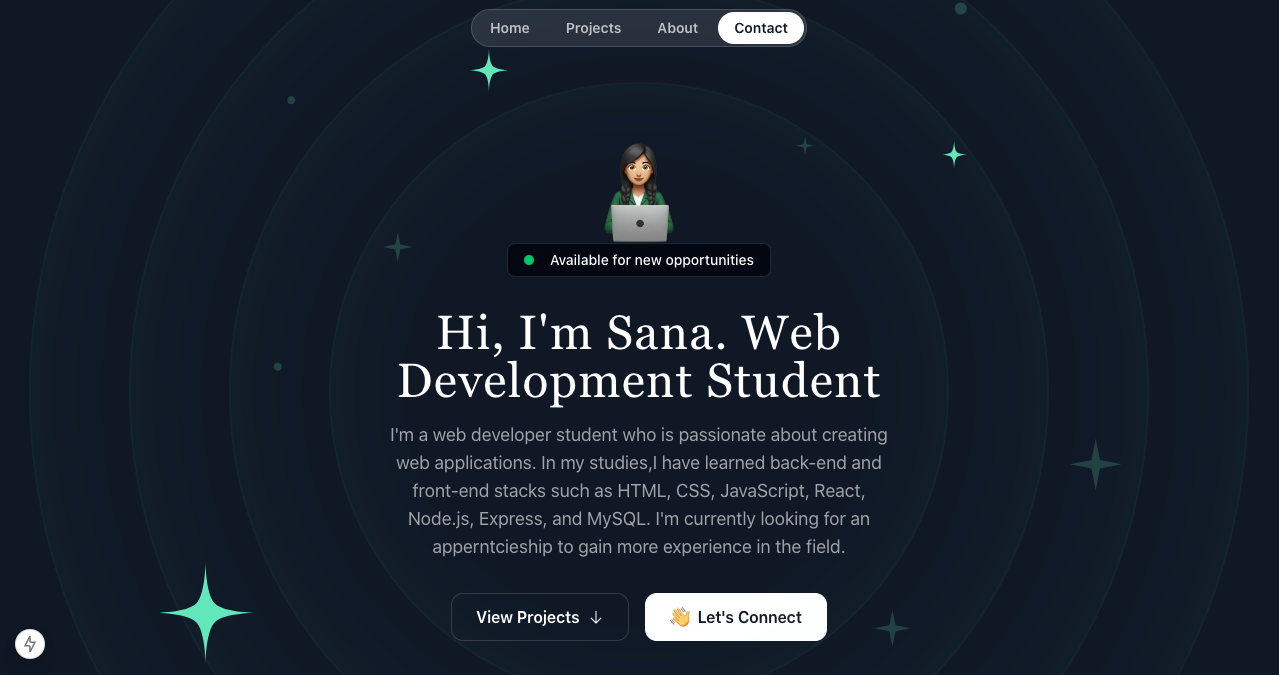 Home Projects About Contact
Available for new opportunities
Hi, I'm Sana. Web
Development Student
I'm a web developer student who is passionate about creating
web applications. In my studies,I have learned back-end and
front-end stacks such as HTML, CSS, JavaScript, React,
Node.js, Express, and MySQL. I'm currently looking for an
apperntcieship to gain more experience in the field.
View Projects ↓ 👋 Let's Connect